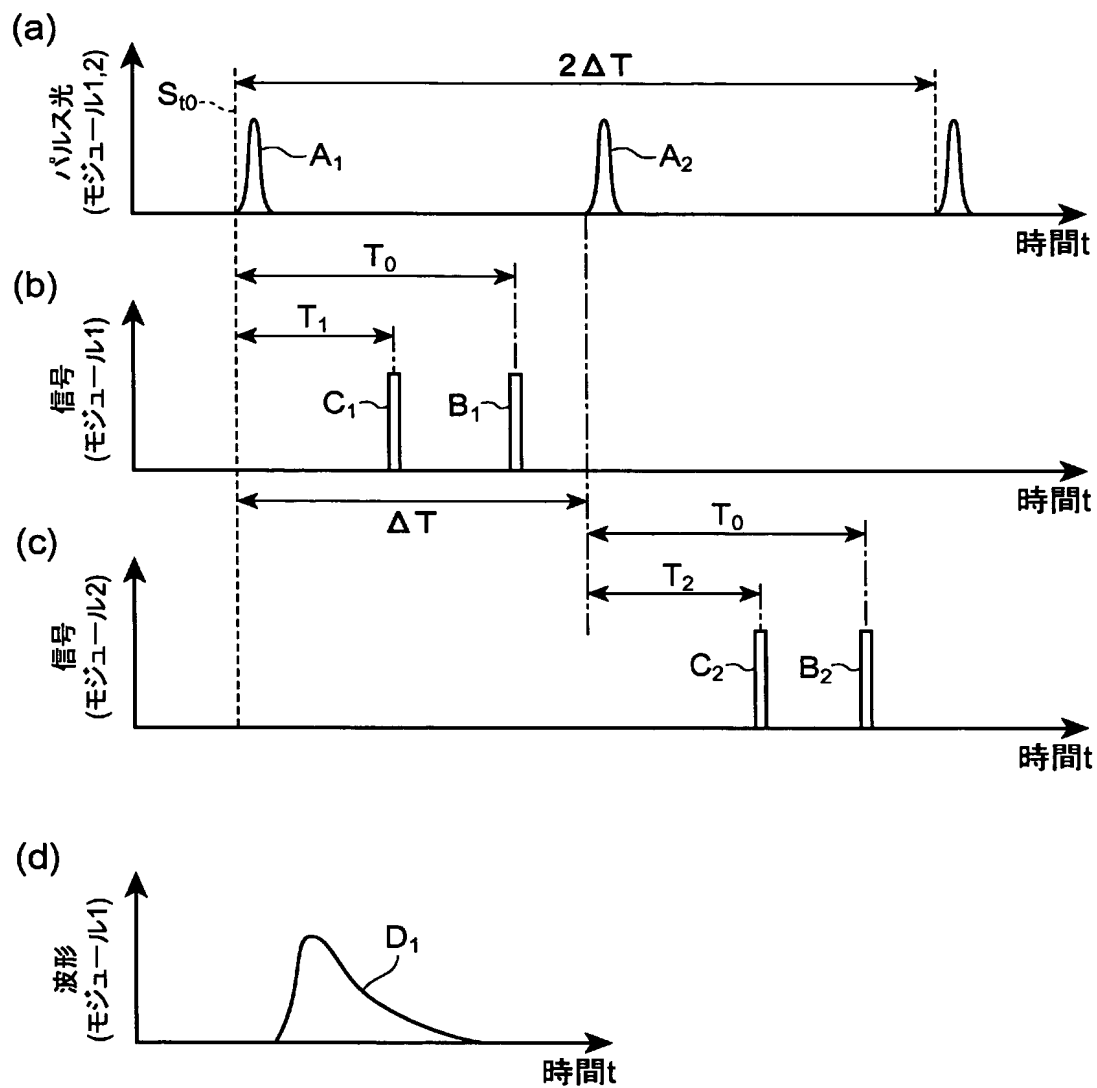 (a)
パルス光
(モジュール1,2)
St0
2ΔT
A1
A2
時間t
(b)
信号
(モジュール1)
T0
T1
C1
B1
時間t
ΔT
(c)
信号
(モジュール2)
T0
T2
C2
B2
時間t
(d)
波形
(モジュール1)
D1
時間t